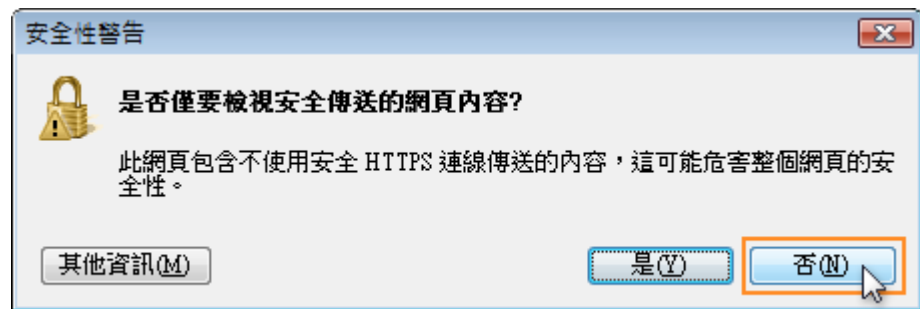 安全性警告
是否僅要檢視安全傳送的網頁內容?
此網頁包含不使用安全 HTTPS 連線傳送的內容，這可能危害整個網頁的安
全性。
其他資訊(M) 是(Y) 否(N)